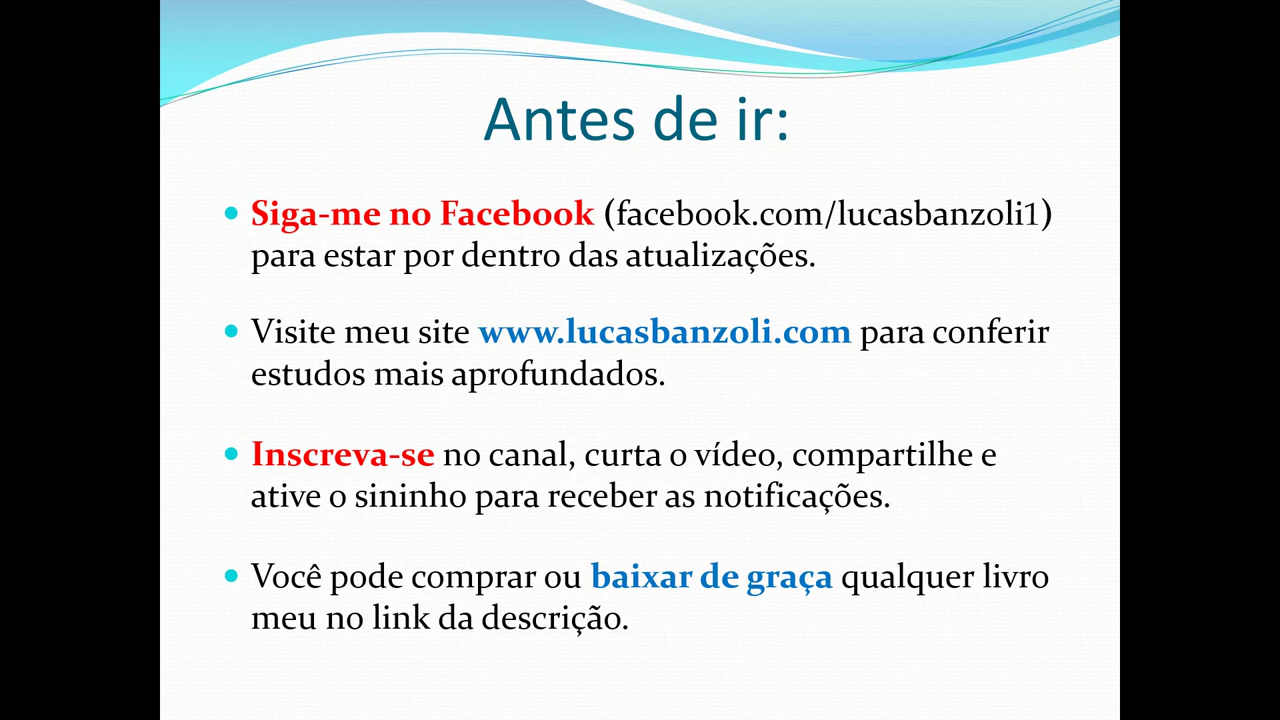 Antes de ir:
• Siga-me no Facebook (facebook.com/lucasbanzoli1)
para estar por dentro das atualizações.
• Visite meu site www.lucasbanzoli.com para conferir
estudos mais aprofundados.
• Inscreva-se no canal, curta o vídeo, compartilhe e
ative o sininho para receber as notificações.
• Você pode comprar ou baixar de graça qualquer livro
meu no link da descrição.